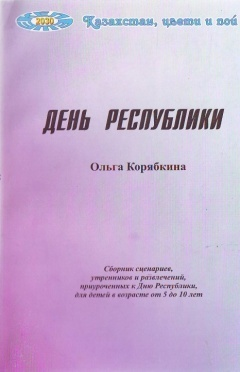 2030 Казахстан, цвети и пой
ДЕНЬ РЕСПУБЛИКИ
Ольга Корябкина
Сборник сценариев,
утренников и развлечений,
приуроченных к Дню Республики,
для детей в возрасте от 5 до 10 лет